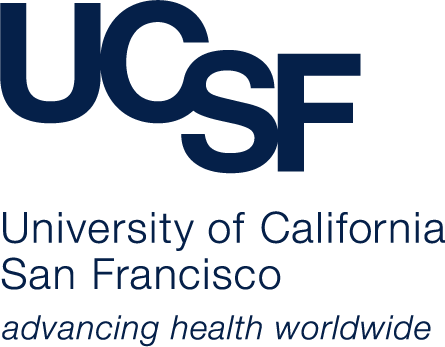 UCSF
University of California
San Francisco
advancing health worldwide